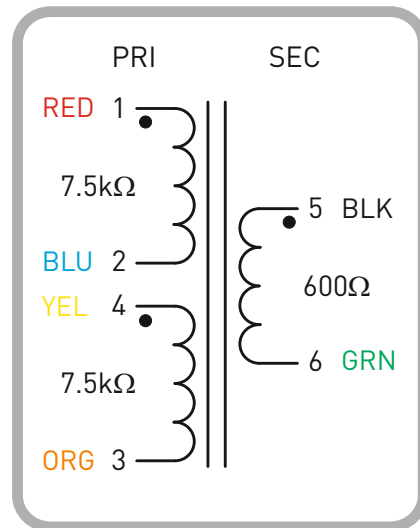 PRI SEC
RED 1
7.5kΩ
BLU 2
YEL 4
7.5kΩ
ORG 3
5 BLK
600Ω
6 GRN